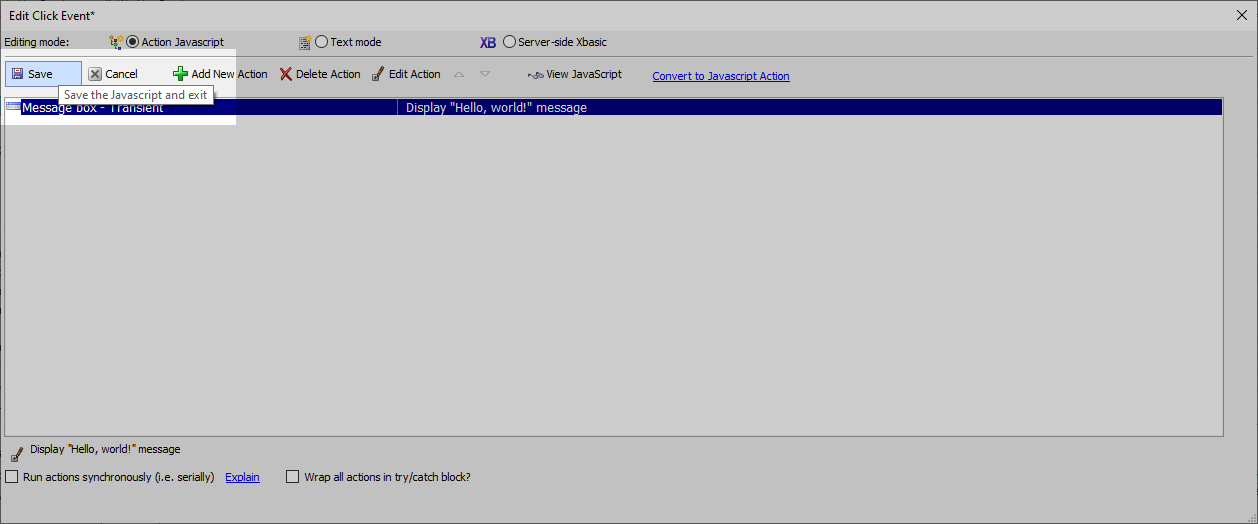 Edit Click Event*
Editing mode: Action Javascript Text mode XB Server-side Xbasic
Save Cancel Add New Action Delete Action Edit Action View JavaScript Convert to Javascript Action
Save the Javascript and exit
Message box - Transient Display "Hello, world!" message
Display "Hello, world!" message
Run actions synchronously (i.e. serially) Explain Wrap all actions in try/catch block?